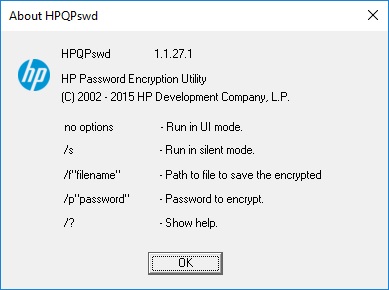 About HPQPswd
hp
HPQPswd 1.1.27.1
HP Password Encryption Utility
(C) 2002 - 2015 HP Development Company, L.P.
no options - Run in UI mode.
/s - Run in silent mode.
/f"filename" - Path to file to save the encrypted
/p"password" - Password to encrypt.
/? - Show help.
OK